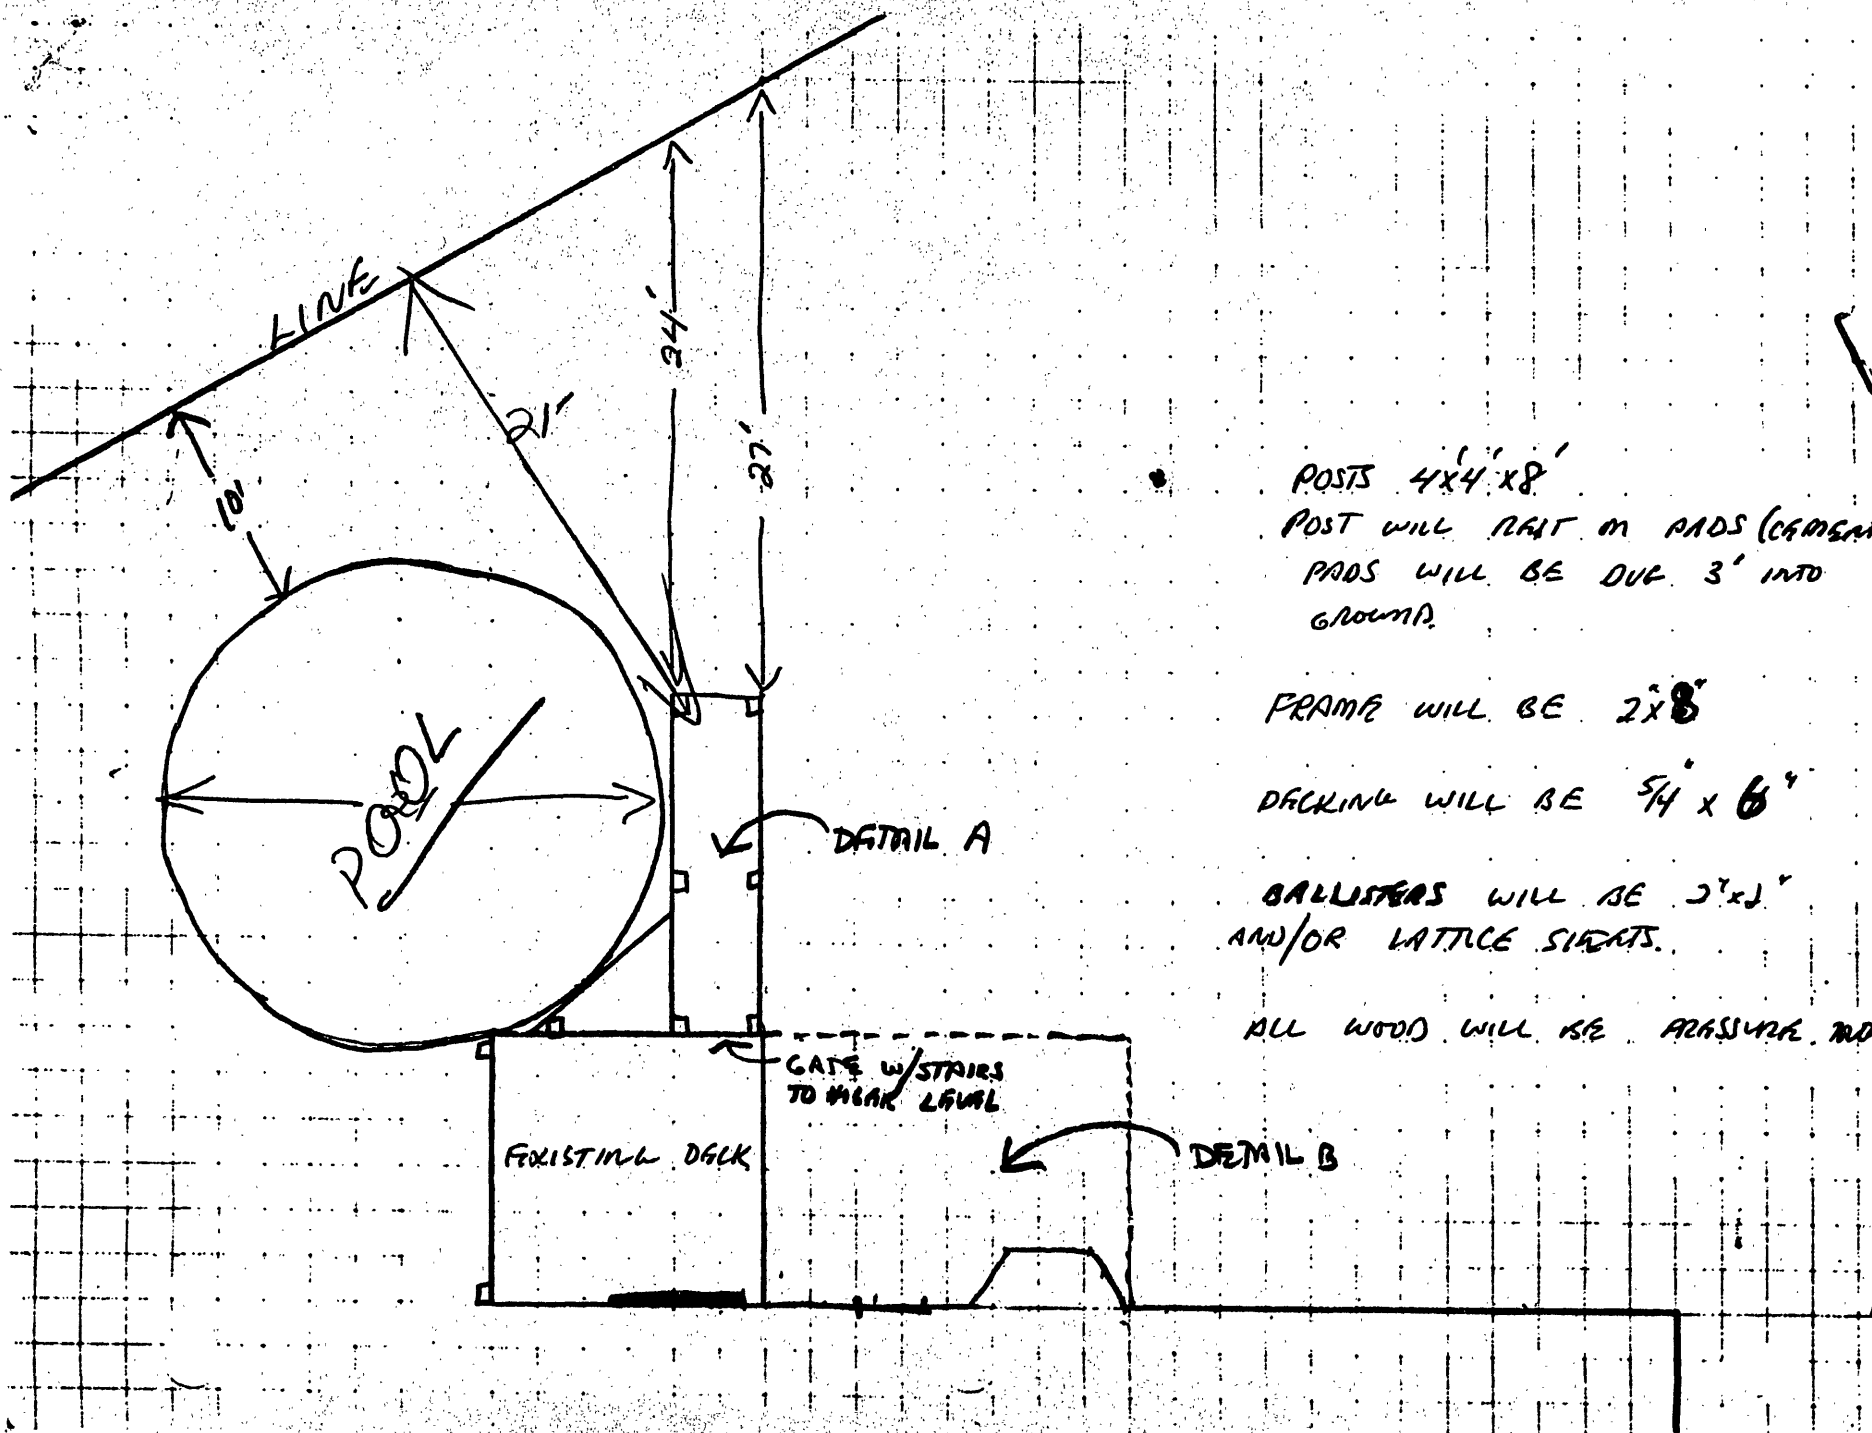 LINE
10'
21'
24'
27'
POOL
DETAIL A
GATE W/STAIRS
TO
LEVEL
EXISTING DECK
DETAIL B
POSTS 4'x4'x8'
POST WILL REST ON PADS (CEMENT
PADS WILL BE DUG 3' INTO
GROUND.
FRAME WILL BE 2"x8"
DECKING WILL BE 5/4" x 6"
BALLISTERS WILL BE 2"x2"
AND/OR LATTICE SHEETS.
ALL WOOD WILL BE PRESSURE